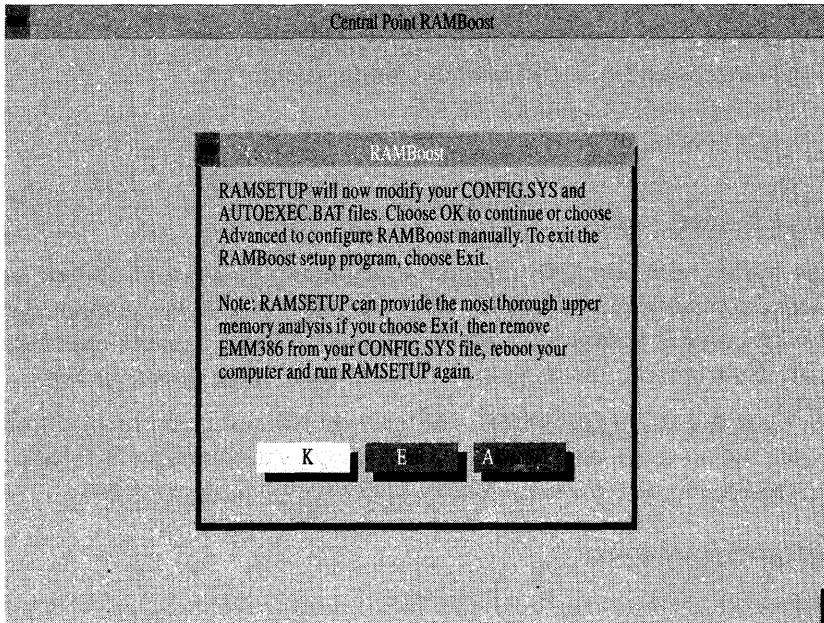 Central Point RAMBoost
RAMBoost
RAMSETUP will now modify your CONFIG.SYS and
AUTOEXEC.BAT files. Choose OK to continue or choose
Advanced to configure RAMBoost manually. To exit the
RAMBoost setup program, choose Exit.
Note: RAMSETUP can provide the most thorough upper
memory analysis if you choose Exit, then remove
EMM386 from your CONFIG.SYS file, reboot your
computer and run RAMSETUP again.
K E A